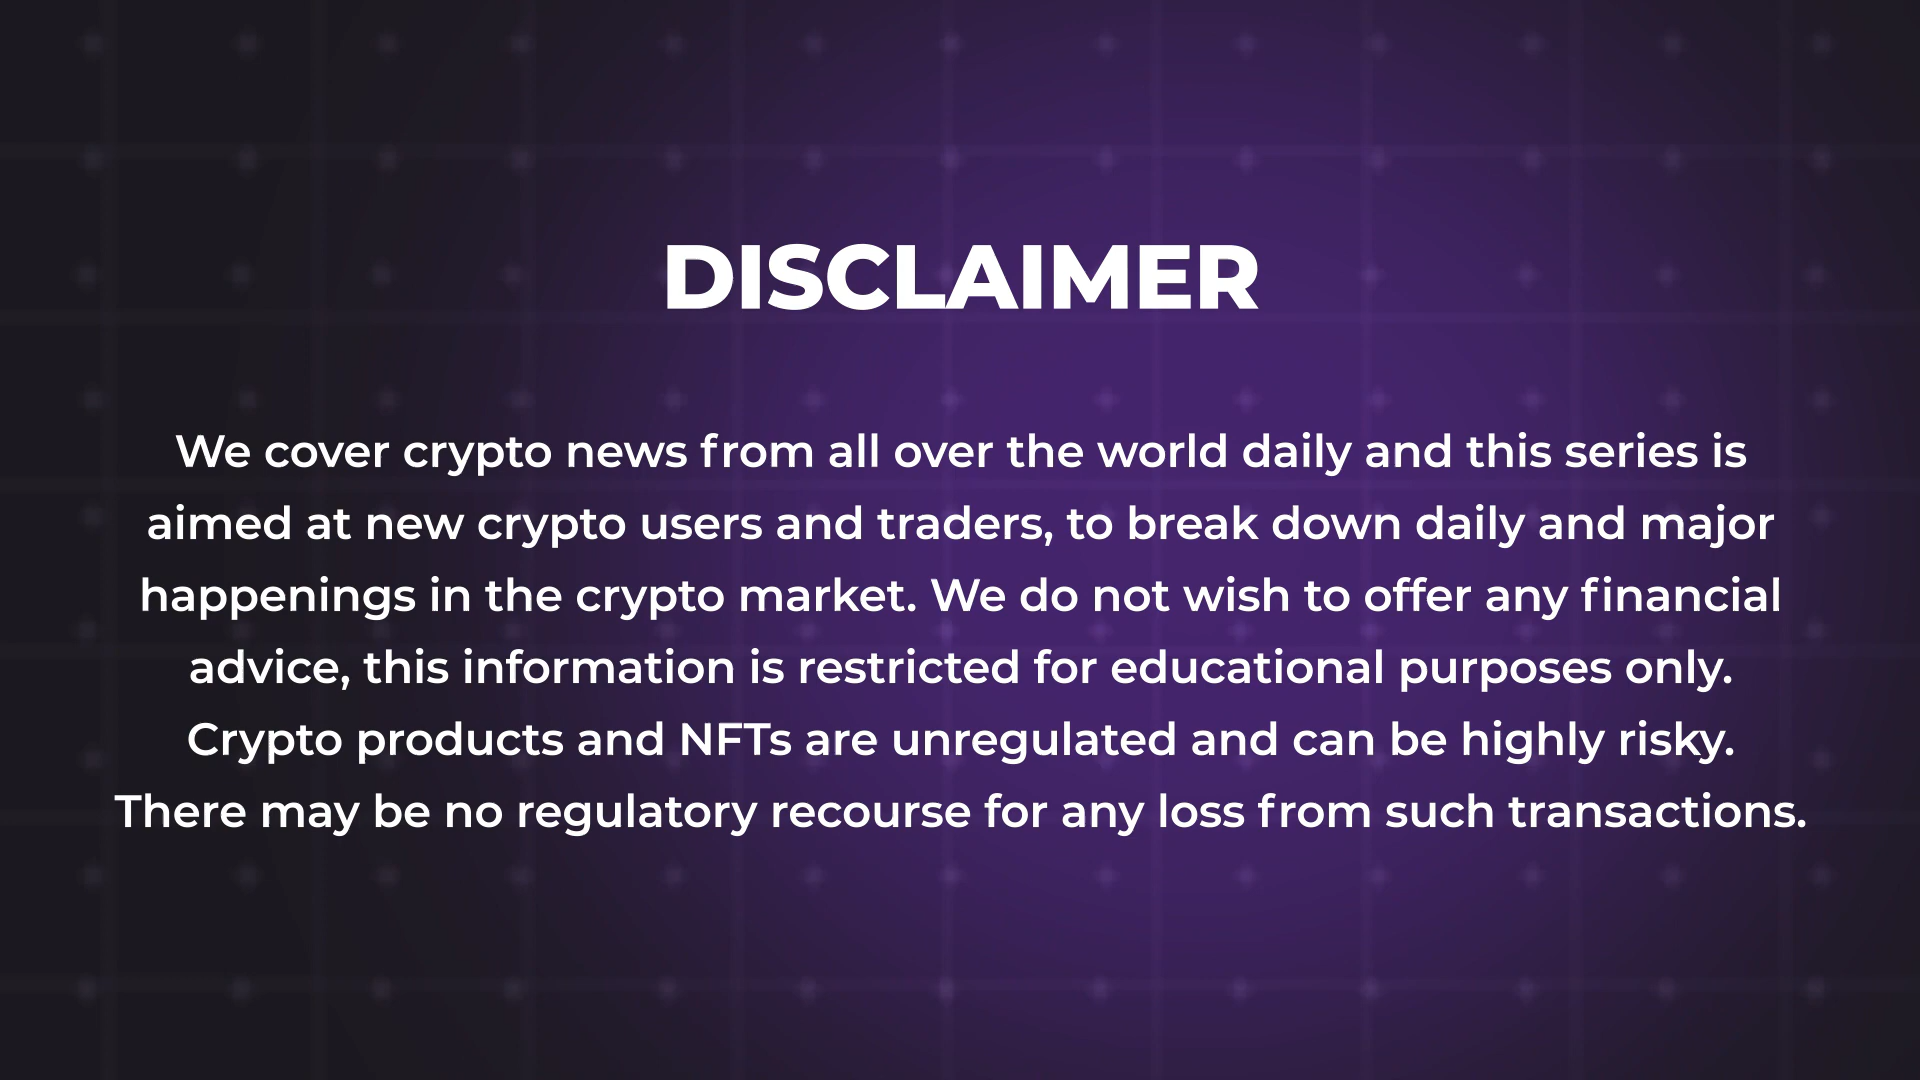 DISCLAIMER
We cover crypto news from all over the world daily and this series is
aimed at new crypto users and traders, to break down daily and major
happenings in the crypto market. We do not wish to offer any financial
advice, this information is restricted for educational purposes only.
Crypto products and NFTs are unregulated and can be highly risky.
There may be no regulatory recourse for any loss from such transactions.